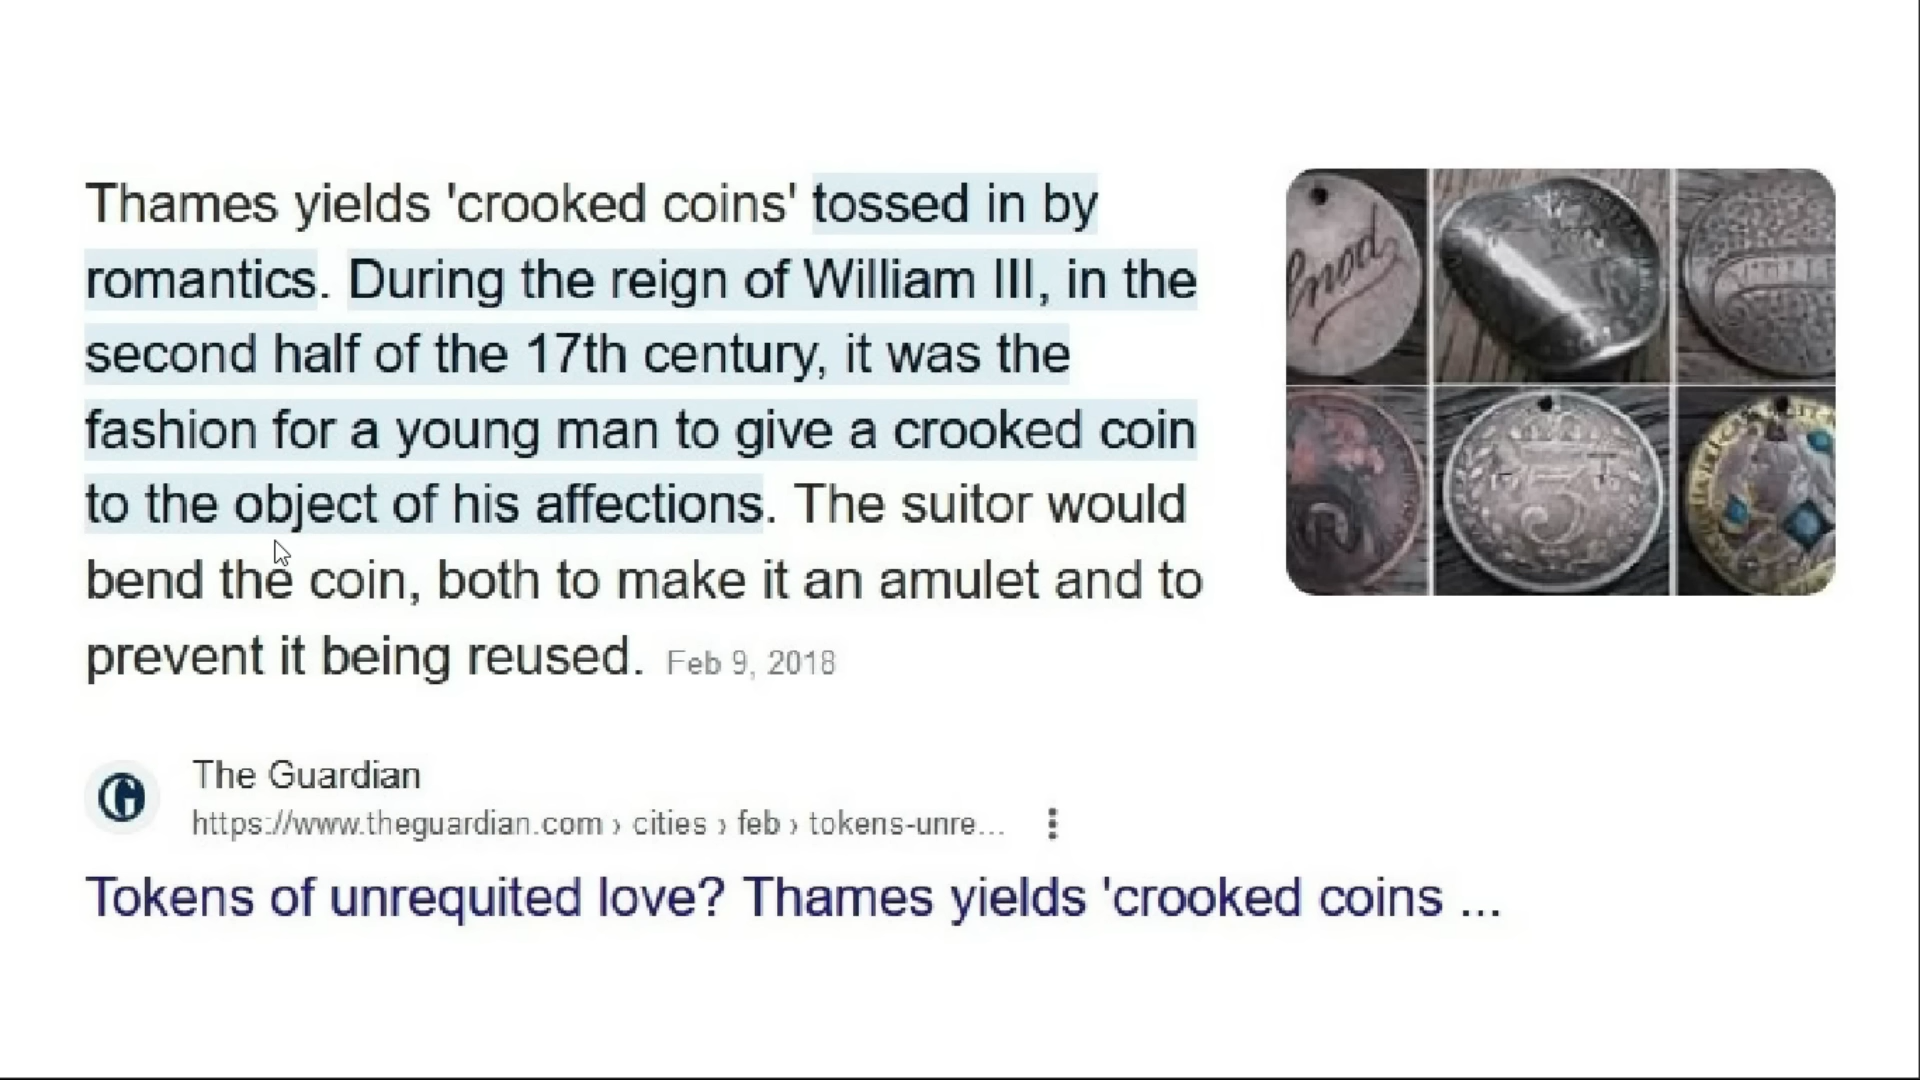 Thames yields 'crooked coins' tossed in by
romantics. During the reign of William III, in the
second half of the 17th century, it was the
fashion for a young man to give a crooked coin
to the object of his affections. The suitor would
bend the coin, both to make it an amulet and to
prevent it being reused. Feb 9, 2018
3
The Guardian
https://www.theguardian.com › cities › feb › tokens-unre...
Tokens of unrequited love? Thames yields 'crooked coins ...